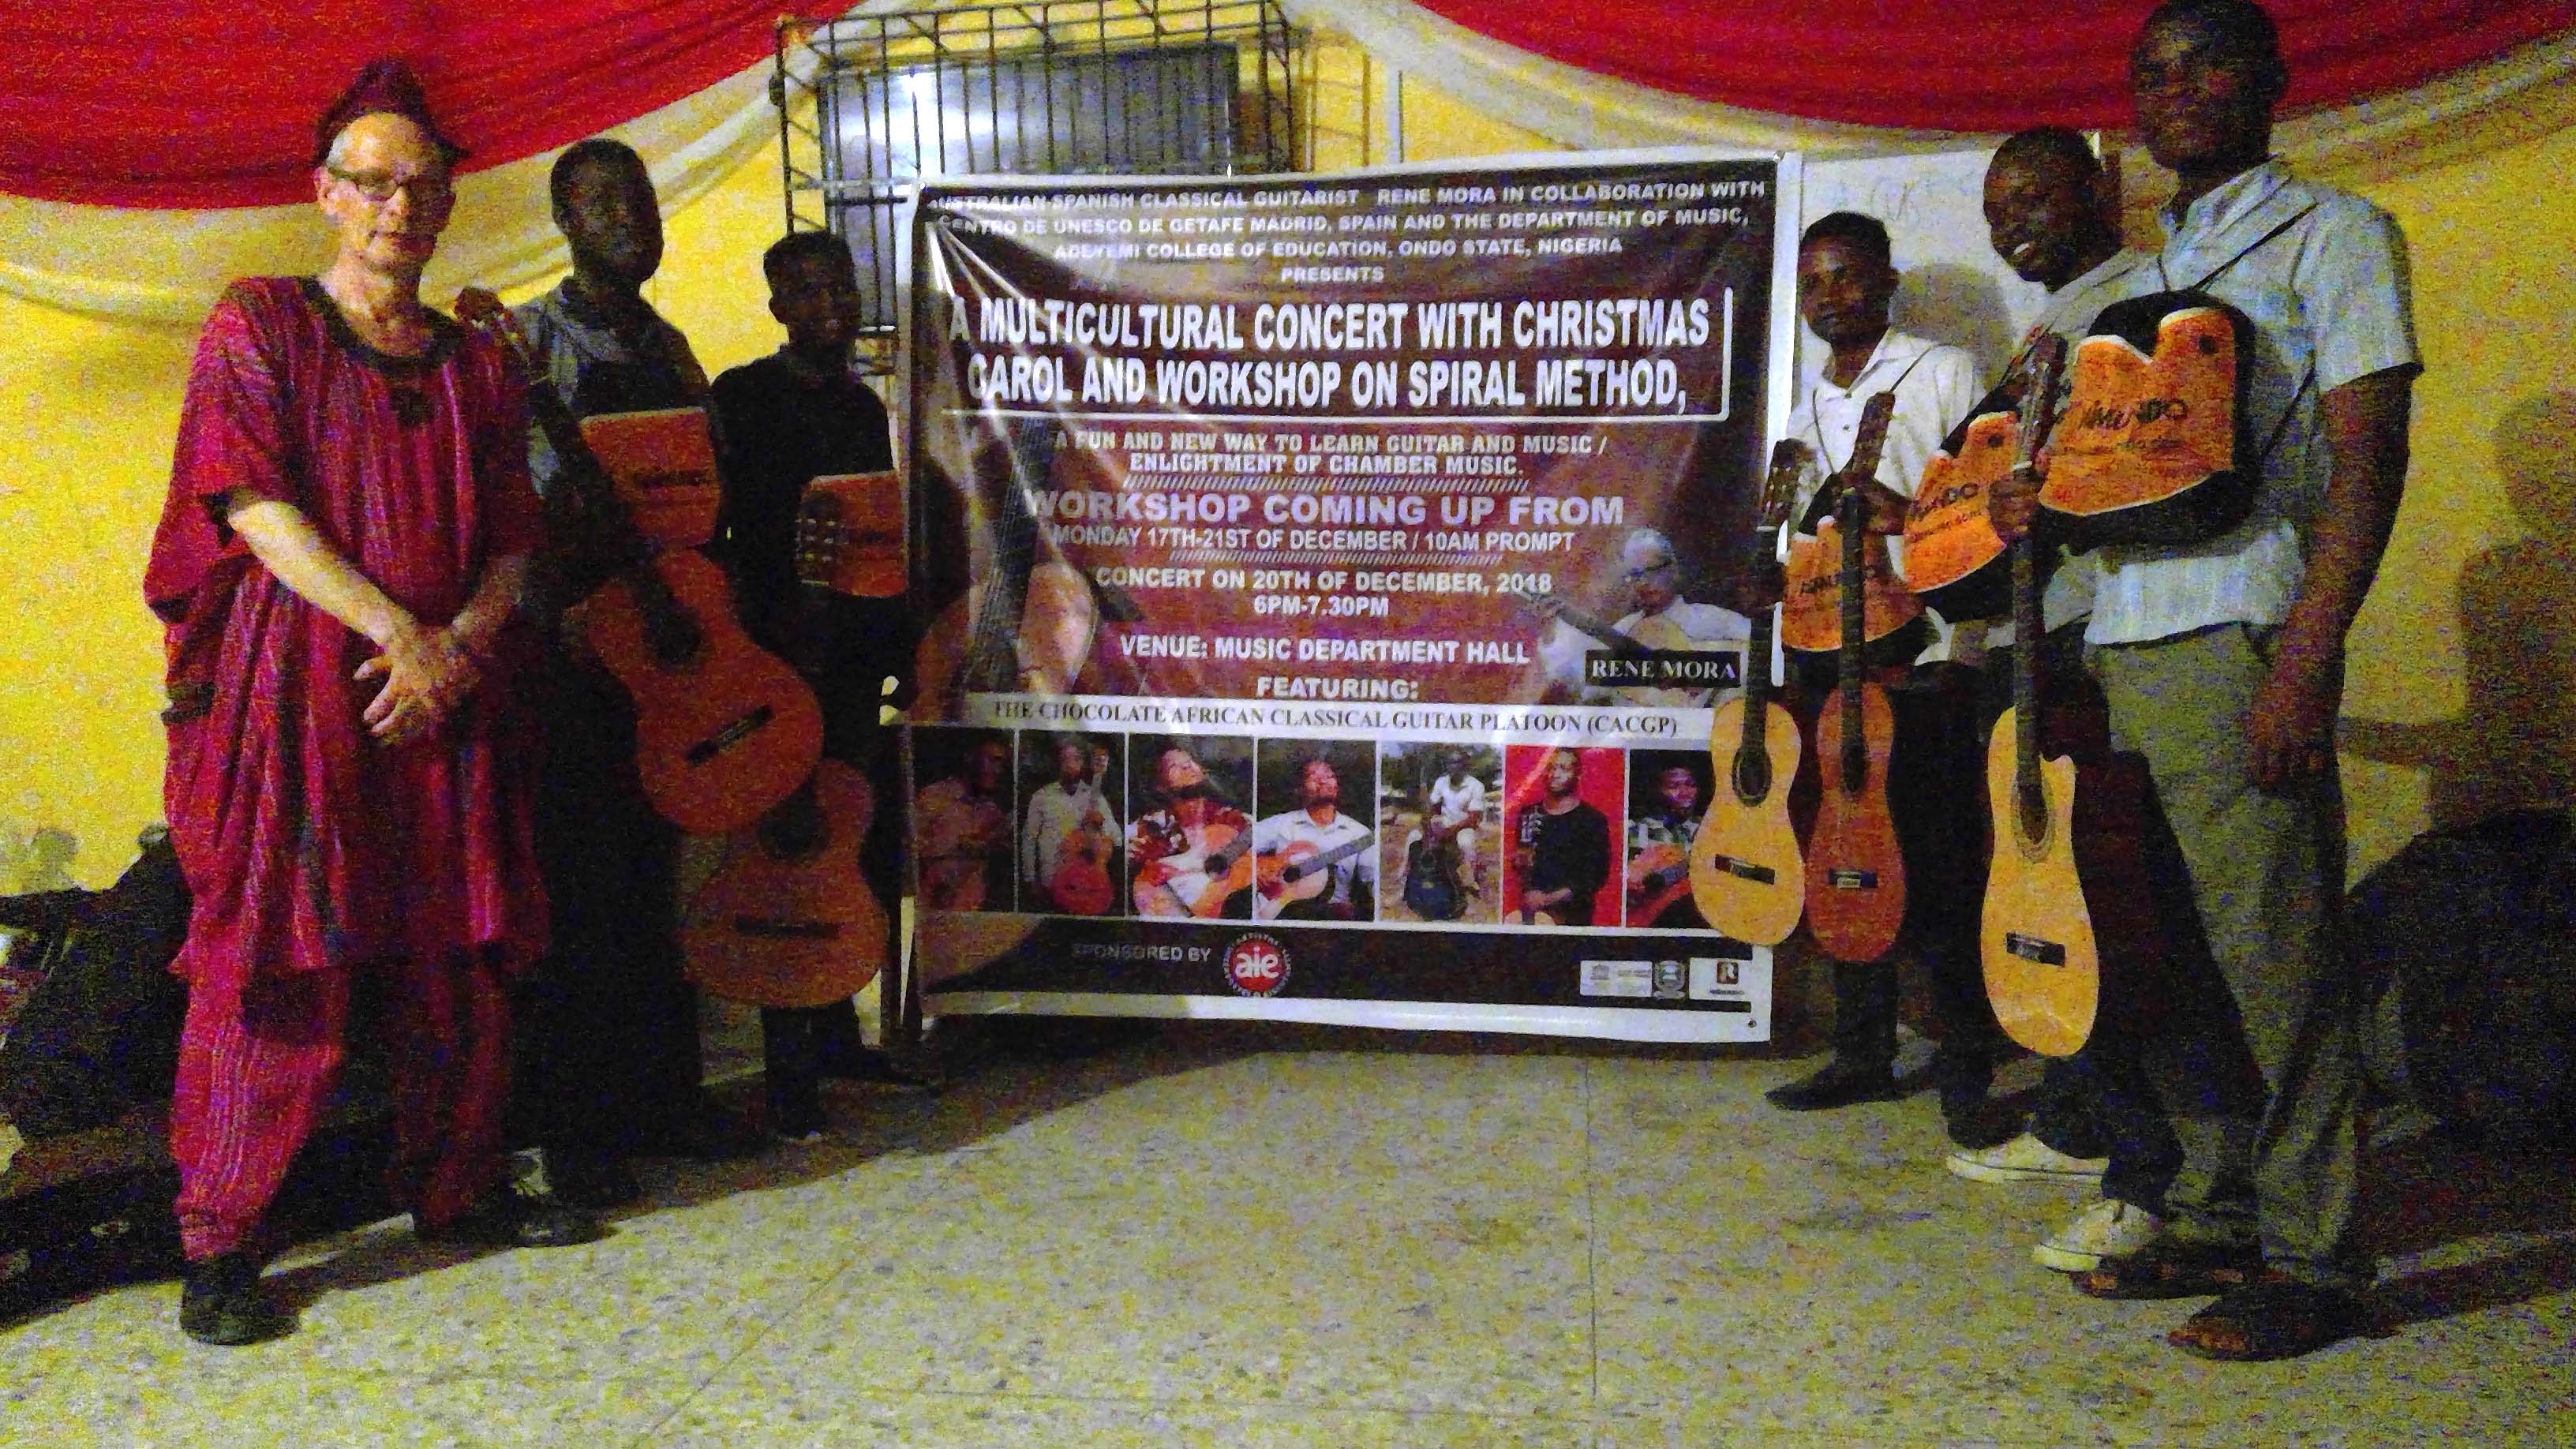 AUSTRALIAN-SPANISH CLASSICAL GUITARIST RENE MORA IN COLLABORATION WITH
CENTRO DE UNESCO DE GETAFE MADRID, SPAIN AND THE DEPARTMENT OF MUSIC,
ADEYEMI COLLEGE OF EDUCATION, ONDO STATE, NIGERIA
PRESENTS
A MULTICULTURAL CONCERT WITH CHRISTMAS
CAROL AND WORKSHOP ON SPIRAL METHOD,
A FUN AND NEW WAY TO LEARN GUITAR AND MUSIC /
ENLIGHTMENT OF CHAMBER MUSIC.
WORKSHOP COMING UP FROM
MONDAY 17TH-21ST OF DECEMBER / 10AM PROMPT
CONCERT ON 20TH OF DECEMBER, 2018
6PM-7.30PM
VENUE: MUSIC DEPARTMENT HALL
RENE MORA
FEATURING:
THE CHOCOLATE AFRICAN CLASSICAL GUITAR PLATOON (CACGP)
SPONSORED BY
aie
R